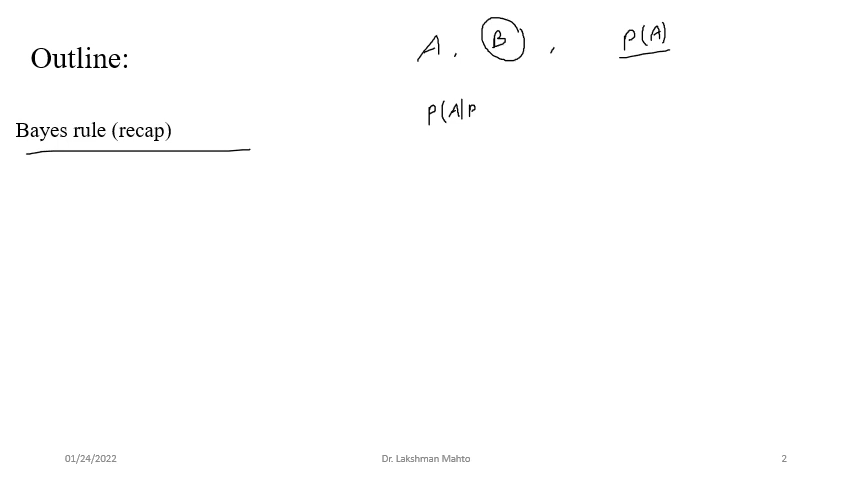 Outline:
A, B, P(A)
P(A|P
Bayes rule (recap)
01/24/2022 Dr. Lakshman Mahto 2